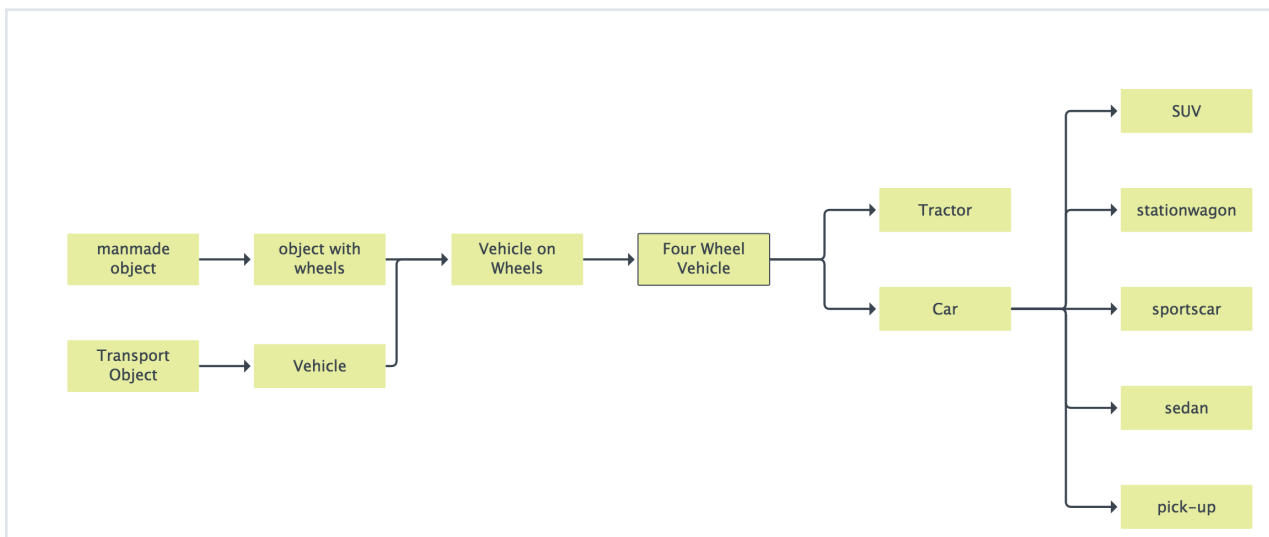 manmade
object
object with
wheels
Transport
Object
Vehicle
Vehicle on
Wheels
Four Wheel
Vehicle
Tractor
Car
SUV
stationwagon
sportscar
sedan
pick-up